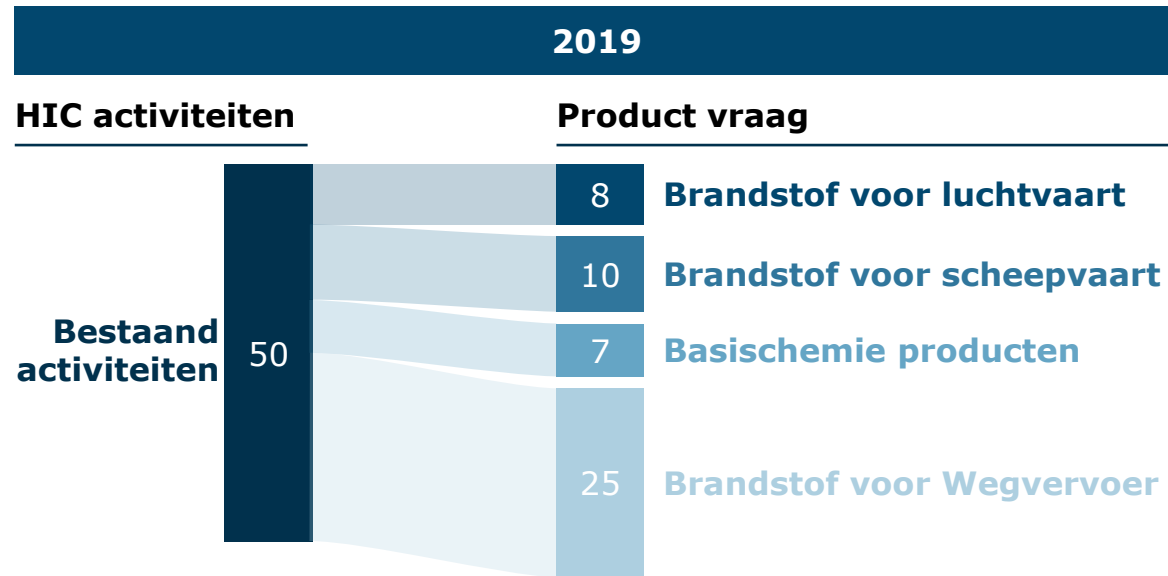 2019
HIC activiteiten
Product vraag
Bestaand
activiteiten
50
8
Brandstof voor luchtvaart
10
Brandstof voor scheepvaart
7
Basischemie producten
25
Brandstof voor Wegvervoer